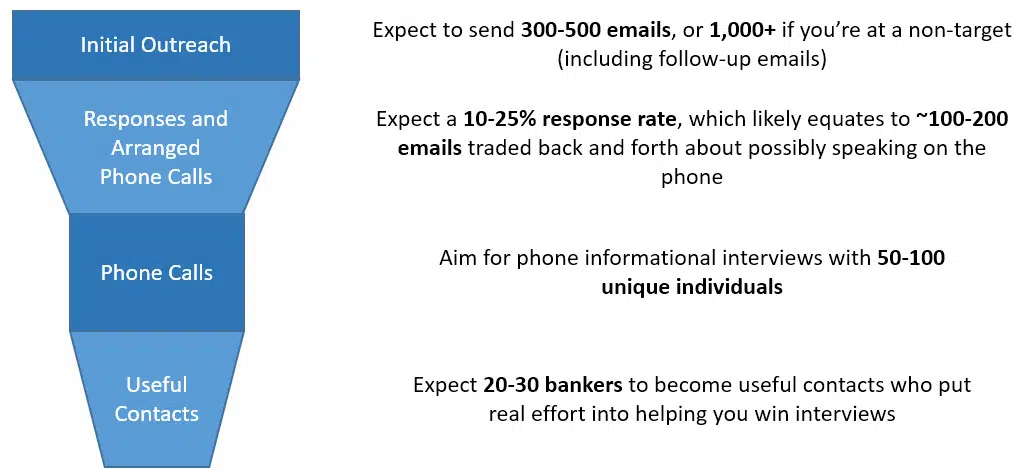 Initial Outreach
Expect to send 300-500 emails, or 1,000+ if you’re at a non-target
(including follow-up emails)
Responses and
Arranged
Phone Calls
Expect a 10-25% response rate, which likely equates to ~100-200
emails traded back and forth about possibly speaking on the
phone
Phone Calls
Aim for phone informational interviews with 50-100
unique individuals
Useful
Contacts
Expect 20-30 bankers to become useful contacts who put
real effort into helping you win interviews